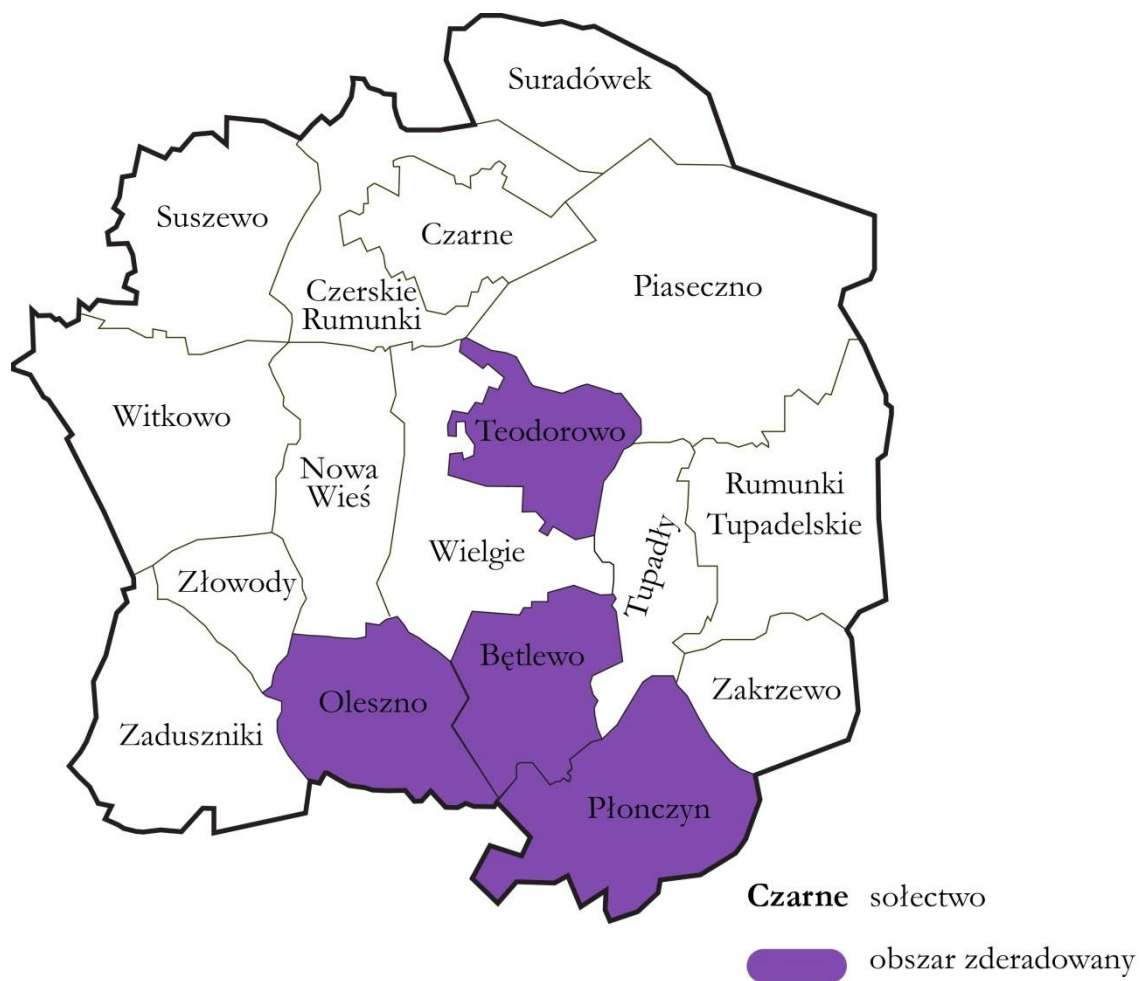 Suradówek
Suszewo
Czarne
Piaseczno
Czerskie
Rumunki
Witkowo
Teodorowo
Nowa
Wieś
Rumunki
Tupadelskie
Wielgie
Złowody
Tupadły
Bętlewo
Zakrzewo
Oleszno
Zaduszniki
Płonczyn
Czarne sołectwo
obszar zderadowany